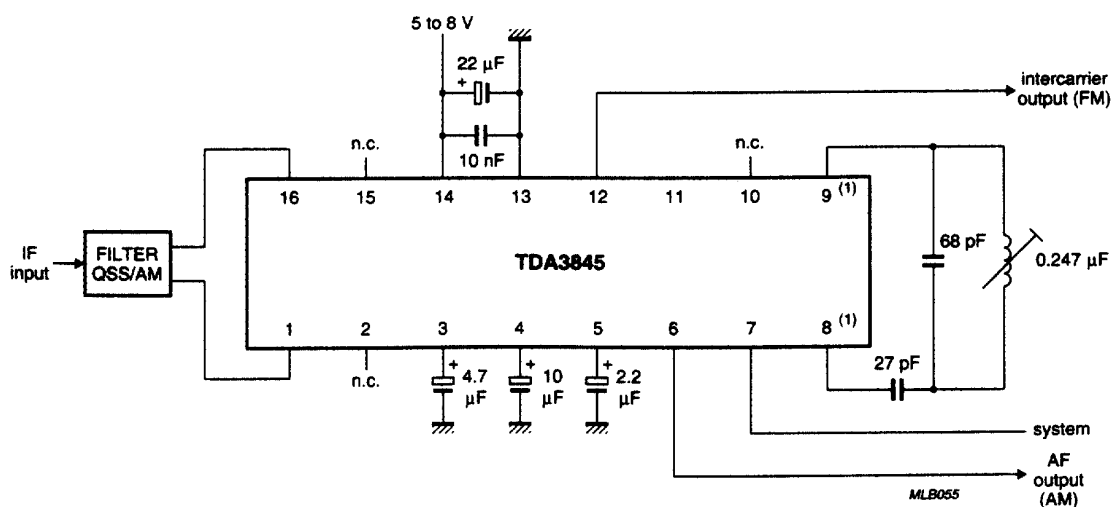 5 to 8 V
22 μF
+
10 nF
n.c.
n.c.
intercarrier
output (FM)
16
15
14
13
12
11
10
9 (1)
IF
input
FILTER
QSS/AM
TDA3845
68 pF
0.247 μF
1
2
3
4
5
6
7
8 (1)
n.c.
+
4.7
μF
+
10
μF
+
2.2
μF
27 pF
system
AF
output
(AM)
MLB055